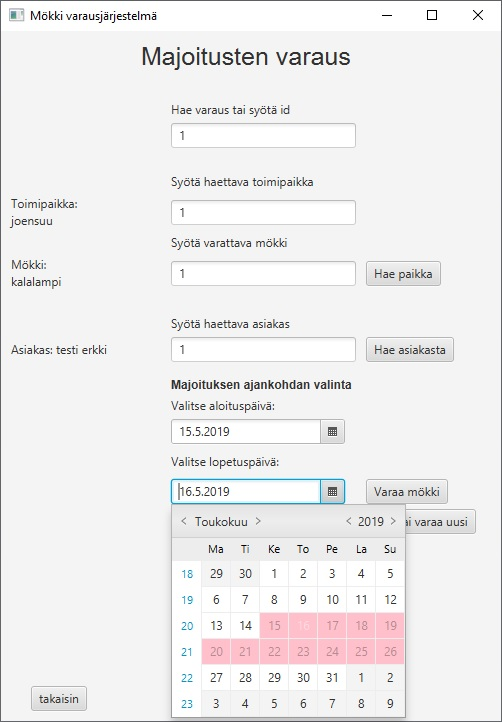 Mökki varausjärjestelmä
Majoitusten varaus
Hae varaus tai syötä id
1
Syötä haettava toimipaikka
Toimipaikka:
joensuu
1
Syötä varattava mökki
Mökki:
kalalampi
1
Hae paikka
Syötä haettava asiakas
Asiakas: testi erkki
1
Hae asiakasta
Majoituksen ajankohdan valinta
Valitse aloituspäivä:
15.5.2019
Valitse lopetuspäivä:
16.5.2019
Varaa mökki
ai varaa uusi
Toukokuu 2019
Ma Ti Ke To Pe La Su
18 29 30 1 2 3 4 5
19 6 7 8 9 10 11 12
20 13 14 15 16 17 18 19
21 20 21 22 23 24 25 26
22 27 28 29 30 31 1 2
23 3 4 5 6 7 8 9
takaisin